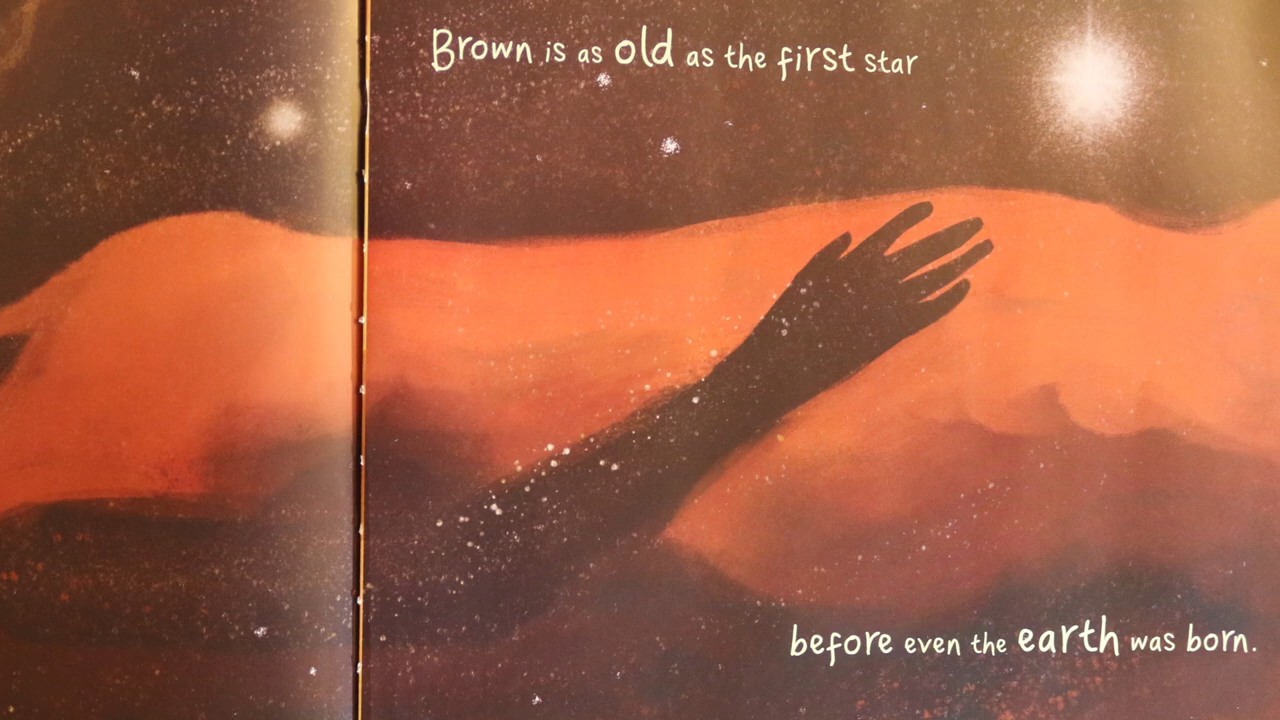 Brown is as old as the first star
before even the earth was born.